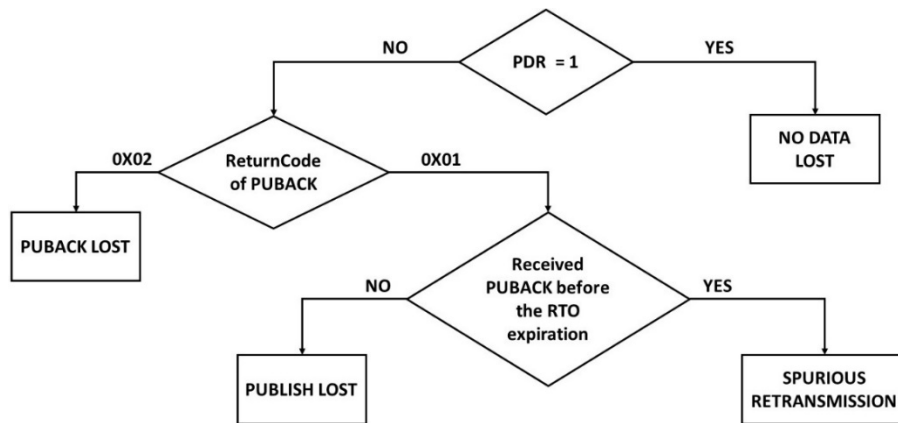 NO
PDR = 1
YES
NO DATA
LOST
0X02
ReturnCode
of PUBACK
0X01
PUBACK LOST
NO
Received
PUBACK before
the RTO
expiration
YES
PUBLISH LOST
SPURIOUS
RETRANSMISSION